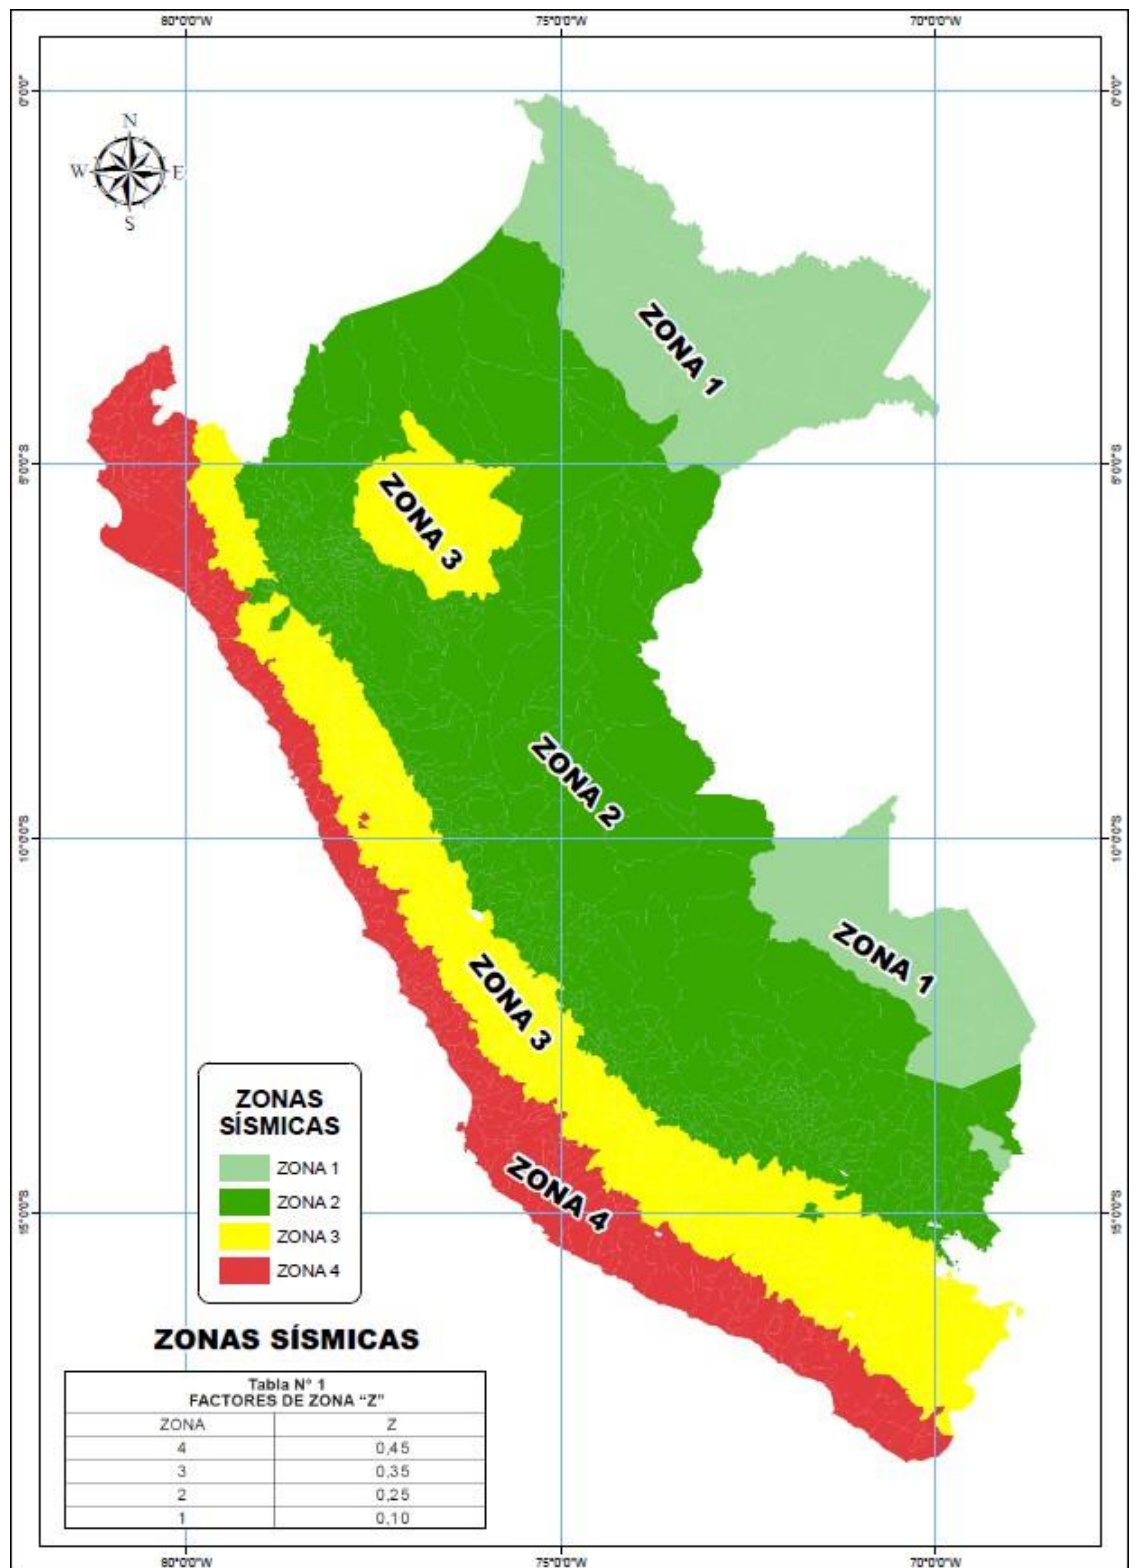 80°0'0"W 75°0'0"W 70°0'0"W
0°0'0" 0°0'0"
N
W E
S
ZONA 1
5°0'0"S 5°0'0"S
ZONA 3
ZONA 2
10°0'0"S 10°0'0"S
ZONA 1
ZONA 3
ZONAS
SÍSMICAS
ZONA 1
ZONA 2
ZONA 3
ZONA 4
ZONA 4
15°0'0"S 15°0'0"S
ZONAS SÍSMICAS
Tabla N° 1
FACTORES DE ZONA “Z”
ZONA Z
4 0,45
3 0,35
2 0,25
1 0,10
80°0'0"W 75°0'0"W 70°0'0"W